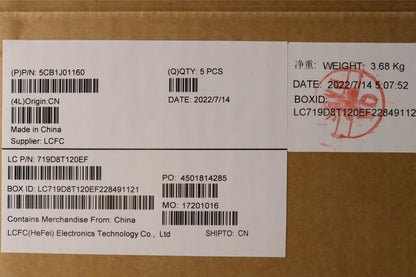 (P)P/N: 5CB1J01160
(Q)QTY: 5 PCS
(4L)Origin:CN
DATE: 2022/7/14
Made in China
Supplier: LCFC
LC P/N: 719D8T120EF
PO: 4501814285
BOX ID: LC719D8T120EF228491121
MO: 17201016
Contains Merchandise From: China
LCFC(HeFei) Electronics Technology Co., Ltd
SHIPTO: CN
净重: WEIGHT: 3.68 Kg
DATE: 2022/7/14 5:07:52
BOXID:
LC719D8T120EF228491121